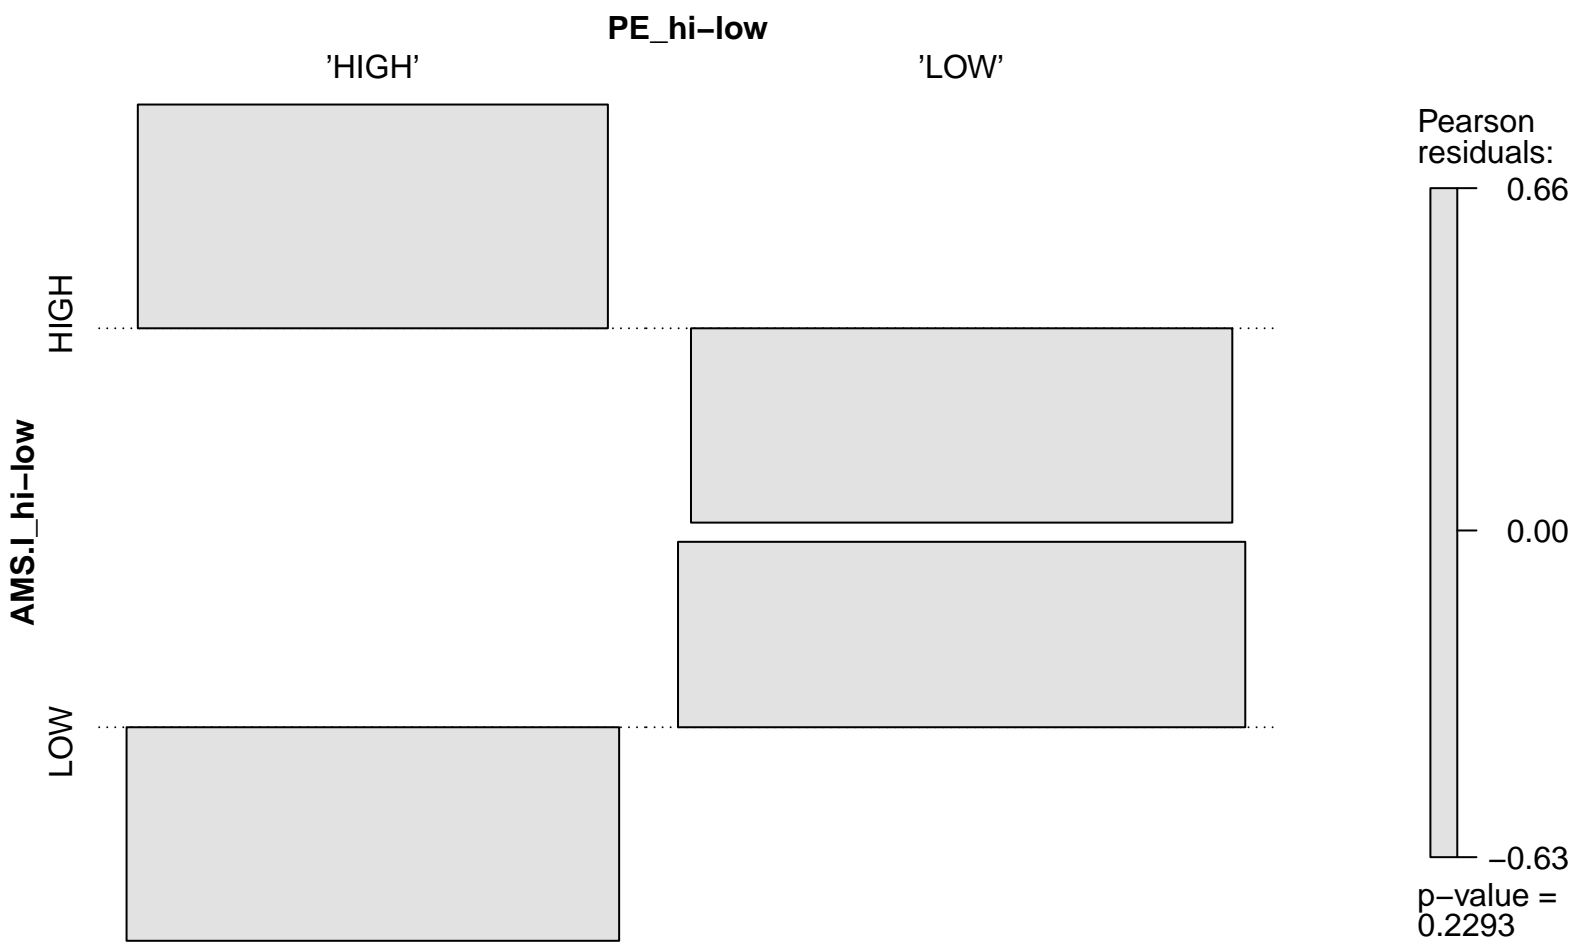 PE_hi−low
’HIGH’
’LOW’
AMS.I_hi−low
HIGH
LOW
Pearson
residuals:
0.66
0.00
−0.63
p−value =
0.2293